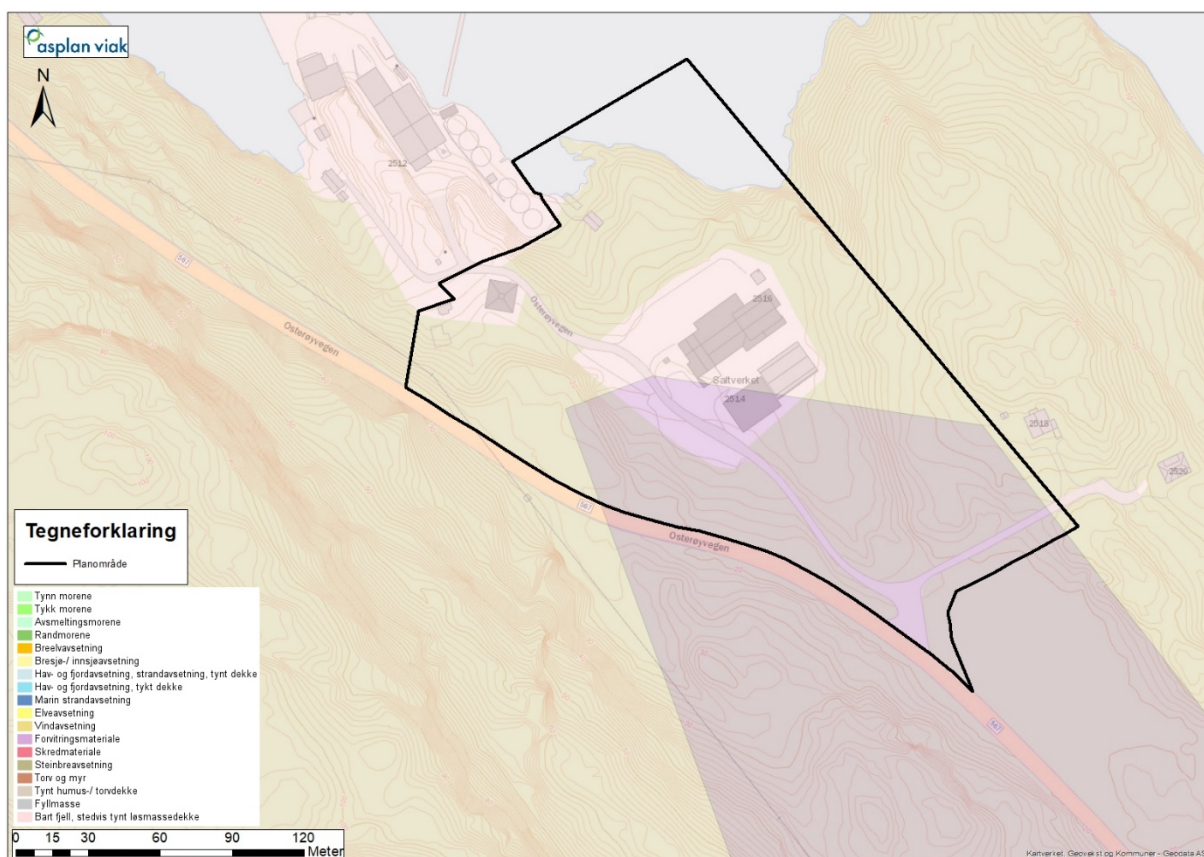 asplan viak
N
2512
567
Osterøyvegen
Osterøyvegen
2516
Saltverket
2514
2518
2520
567
Osterøyvegen
567
Tegneforklaring
Planområde
Tynn morene
Tykk morene
Avsmeltingsmorene
Randmorene
Breelvavsetning
Bresjø-/ innsjøavsetning
Hav- og fjordavsetning, strandavsetning, tynt dekke
Hav- og fjordavsetning, tykt dekke
Marin strandavsetning
Elveavsetning
Vindavsetning
Forvitringsmateriale
Skredmateriale
Steinbreavsetning
Torv og myr
Tynt humus-/ torvdekke
Fyllmasse
Bart fjell, stedvis tynt løsmassedekke
0 15 30 60 90 120
Meter
Kartverket, Geovekst og Kommuner - Geodata AS